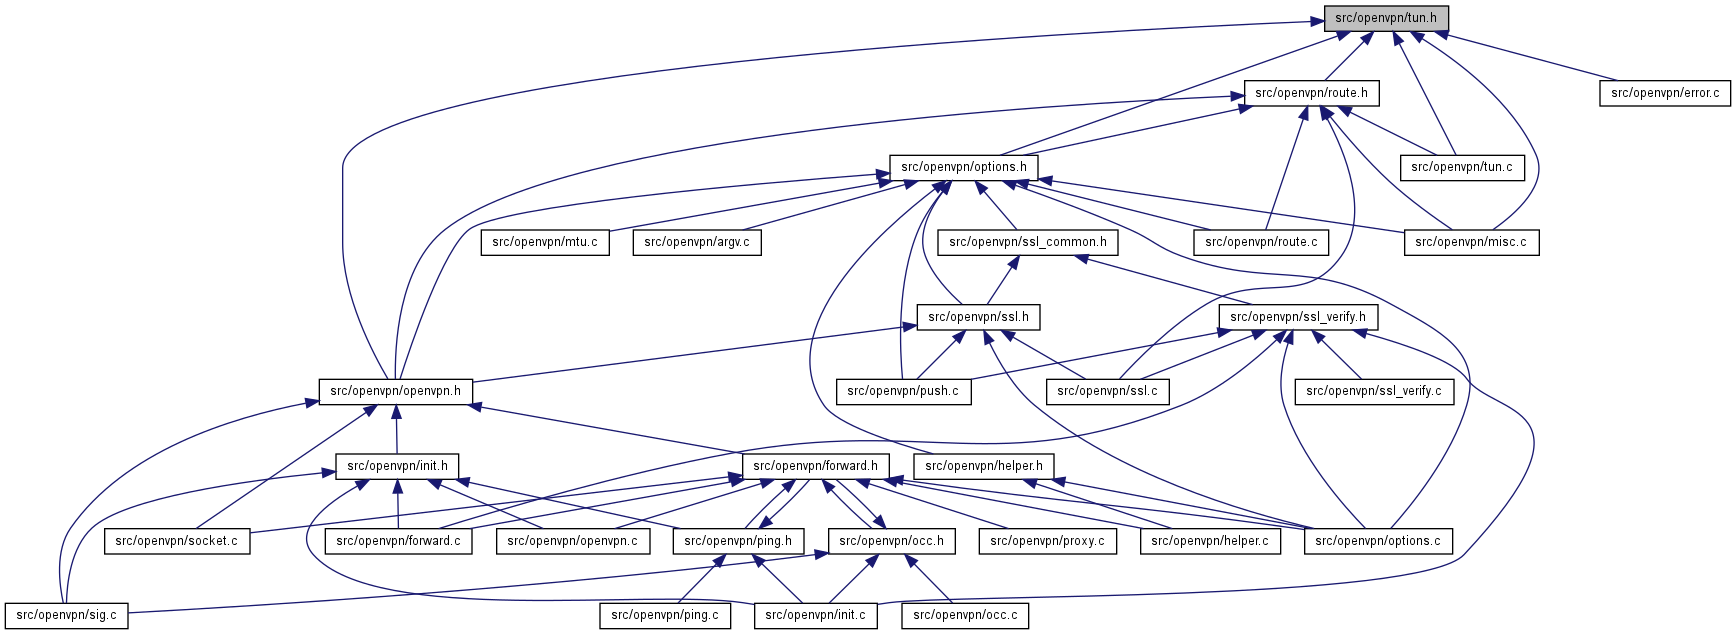 src/openvpn/tun.h
src/openvpn/route.h
src/openvpn/error.c
src/openvpn/options.h
src/openvpn/tun.c
src/openvpn/mtu.c
src/openvpn/argv.c
src/openvpn/ssl_common.h
src/openvpn/route.c
src/openvpn/misc.c
src/openvpn/ssl.h
src/openvpn/ssl_verify.h
src/openvpn/openvpn.h
src/openvpn/push.c
src/openvpn/ssl.c
src/openvpn/ssl_verify.c
src/openvpn/init.h
src/openvpn/forward.h
src/openvpn/helper.h
src/openvpn/socket.c
src/openvpn/forward.c
src/openvpn/openvpn.c
src/openvpn/ping.h
src/openvpn/occ.h
src/openvpn/proxy.c
src/openvpn/helper.c
src/openvpn/options.c
src/openvpn/sig.c
src/openvpn/ping.c
src/openvpn/init.c
src/openvpn/occ.c